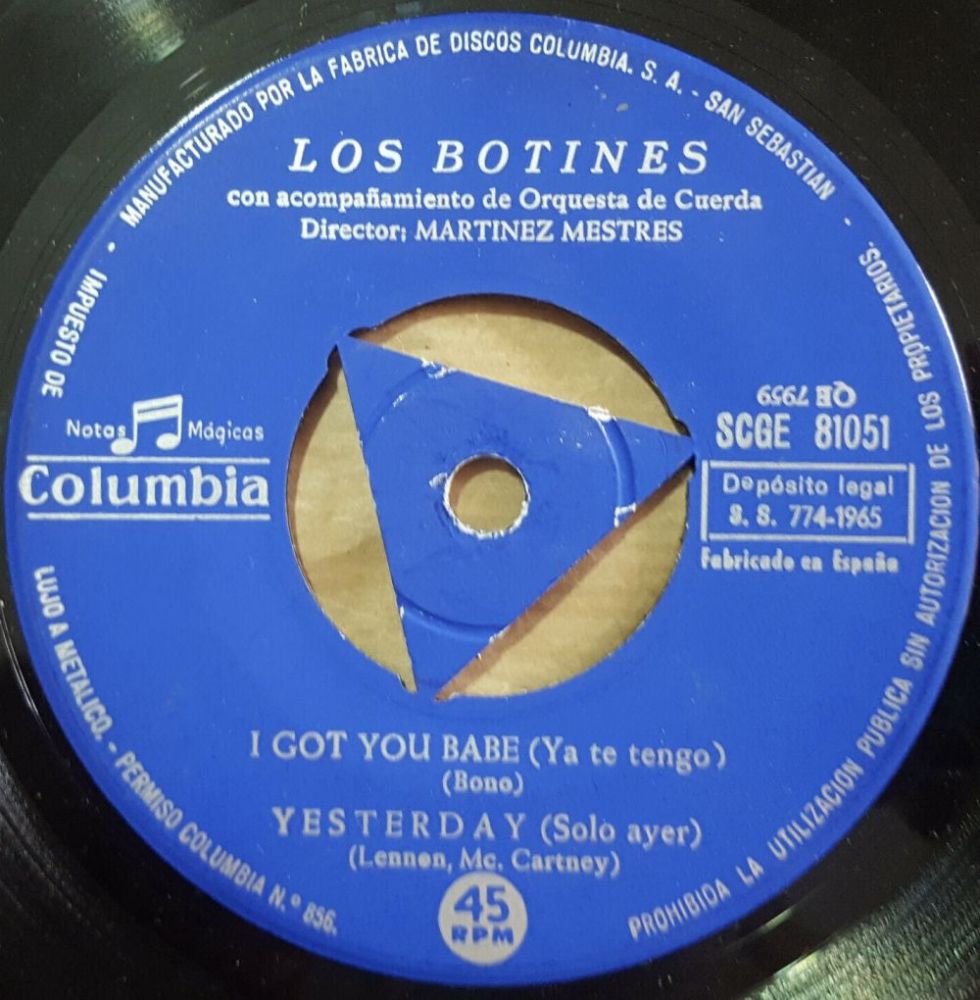 MANUFACTURADO POR LA FABRICA DE DISCOS COLUMBIA. S. A. - SAN SEBASTIAN -
LOS BOTINES
con acompañamiento de Orquesta de Cuerda
Director: MARTINEZ MESTRES
Notas Mágicas
Columbia
QE 7959
SCGE 81051
Depósito legal
S. S. 774-1965
Fabricado en España
I GOT YOU BABE (Ya te tengo)
(Bono)
YESTERDAY (Solo ayer)
(Lennon, Mc. Cartney)
45
RPM
PROHIBIDA LA UTILIZACION PUBLICA SIN AUTORIZACION DE LOS PROPIETARIOS.
IMPUESTO DE
LUJO A METALICO. - PERMISO COLUMBIA N.º 856.